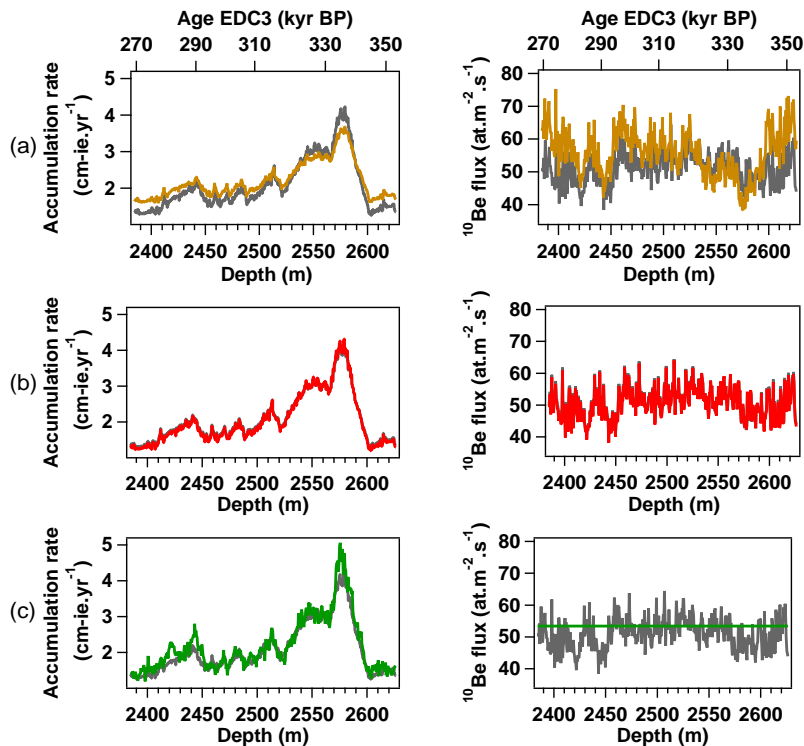 Age EDC3 (kyr BP)
270 290 310 330 350
Accumulation rate
(cm-ie.yr⁻¹)
5
4
3
2
2400 2450 2500 2550 2600
Depth (m)
(a)
Age EDC3 (kyr BP)
270 290 310 330 350
¹⁰Be flux (at.m⁻².s⁻¹)
80
70
60
50
40
2400 2450 2500 2550 2600
Depth (m)
(b)
Accumulation rate
(cm-ie.yr⁻¹)
5
4
3
2
2400 2450 2500 2550 2600
Depth (m)
¹⁰Be flux (at.m⁻².s⁻¹)
80
70
60
50
40
2400 2450 2500 2550 2600
Depth (m)
(c)
Accumulation rate
(cm-ie.yr⁻¹)
5
4
3
2
2400 2450 2500 2550 2600
Depth (m)
¹⁰Be flux (at.m⁻².s⁻¹)
80
70
60
50
40
2400 2450 2500 2550 2600
Depth (m)